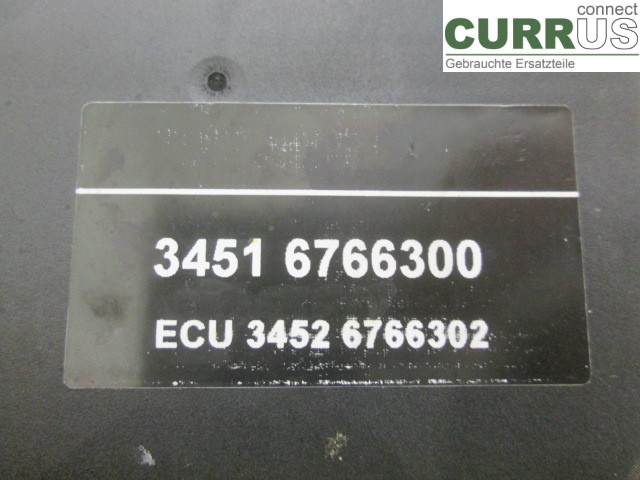 connect
CURRUS
Gebrauchte Ersatzteile
3451 6766300
ECU 3452 6766302